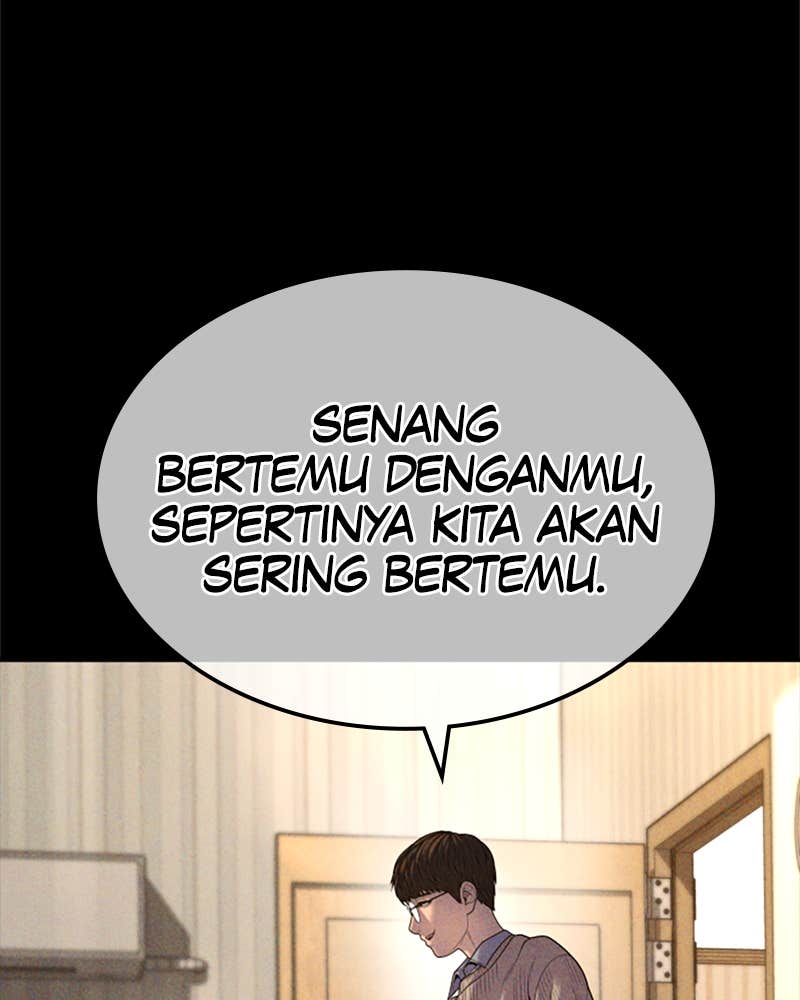 SENANG
BERTEMU DENGANMU,
SEPERTINYA KITA AKAN
SERING BERTEMU.